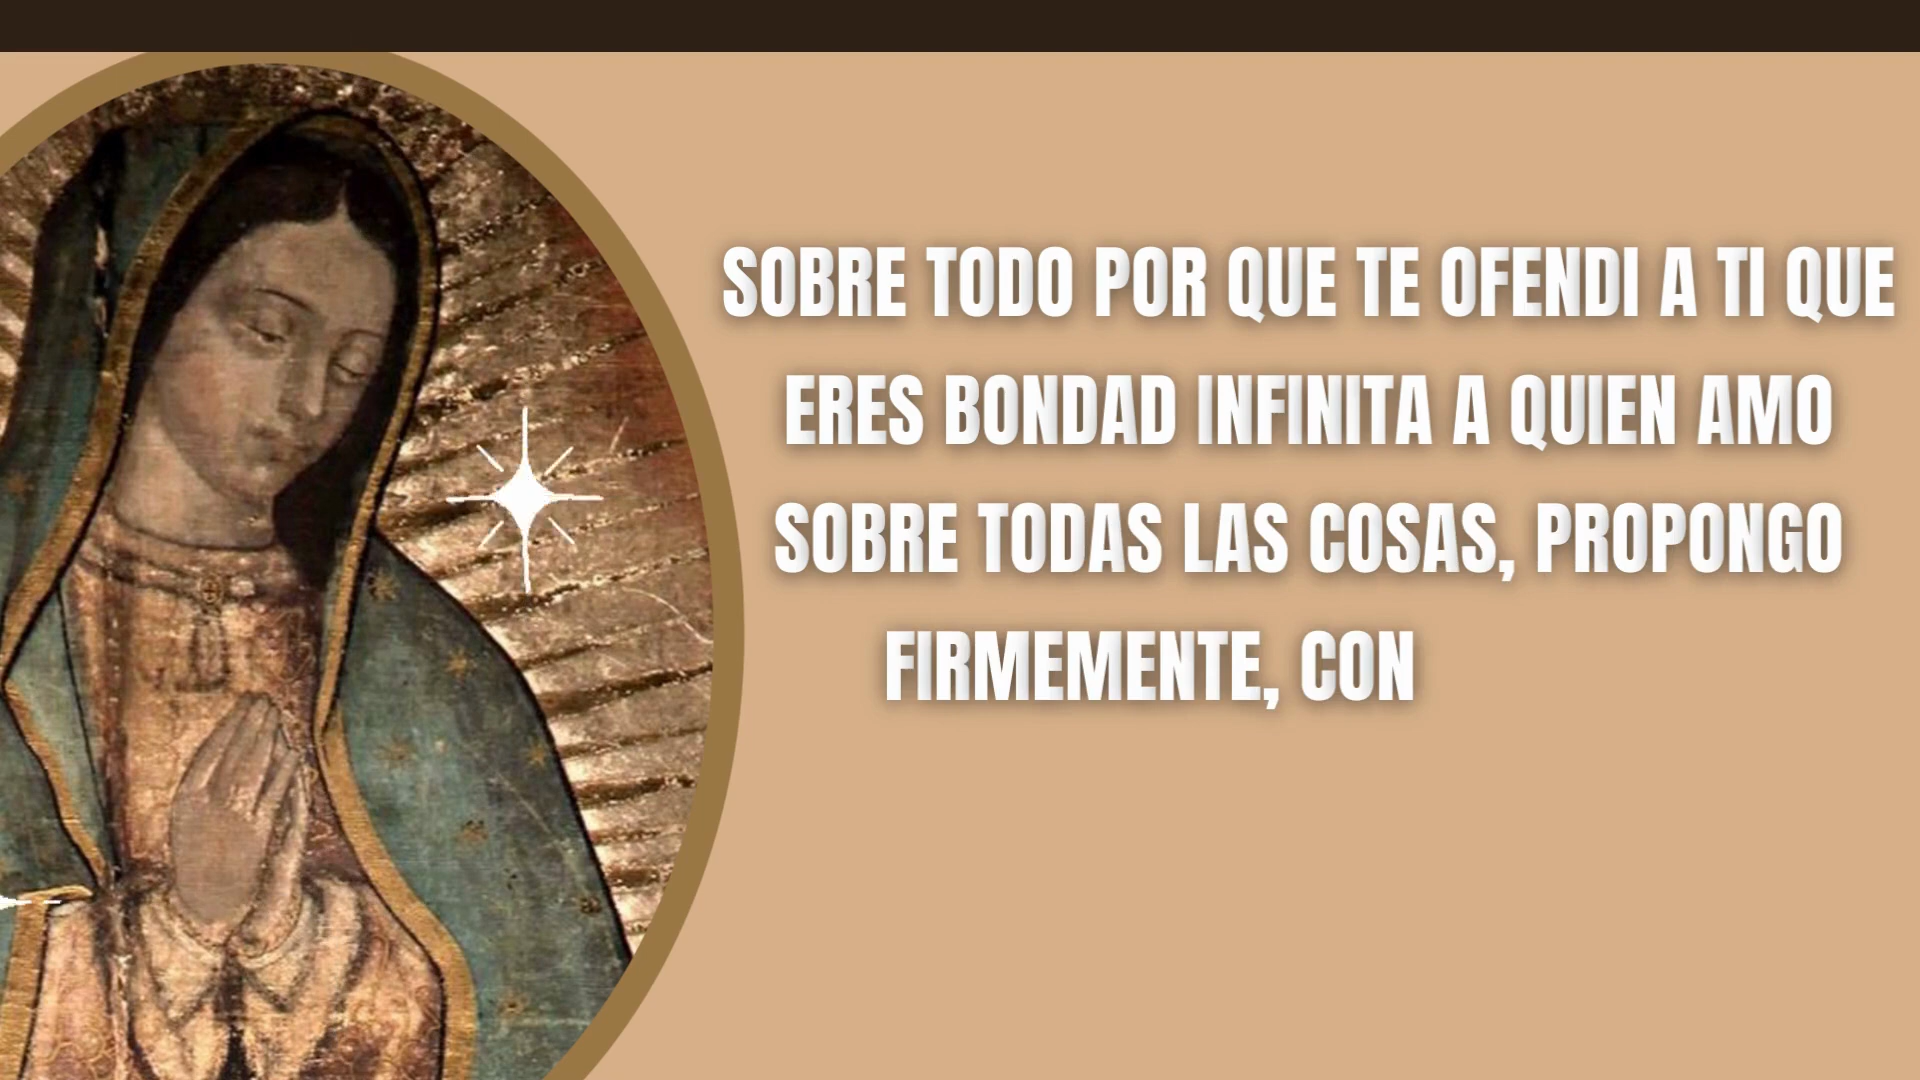 SOBRE TODO POR QUE TE OFENDI A TI QUE
ERES BONDAD INFINITA A QUIEN AMO
SOBRE TODAS LAS COSAS, PROPONGO
FIRMEMENTE, CON